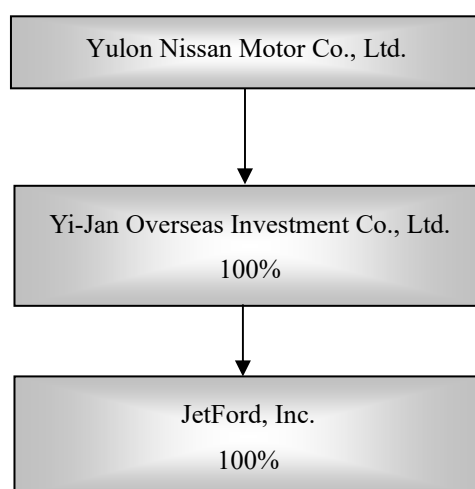 Yulon Nissan Motor Co., Ltd.
Yi-Jan Overseas Investment Co., Ltd.
100%
JetFord, Inc.
100%